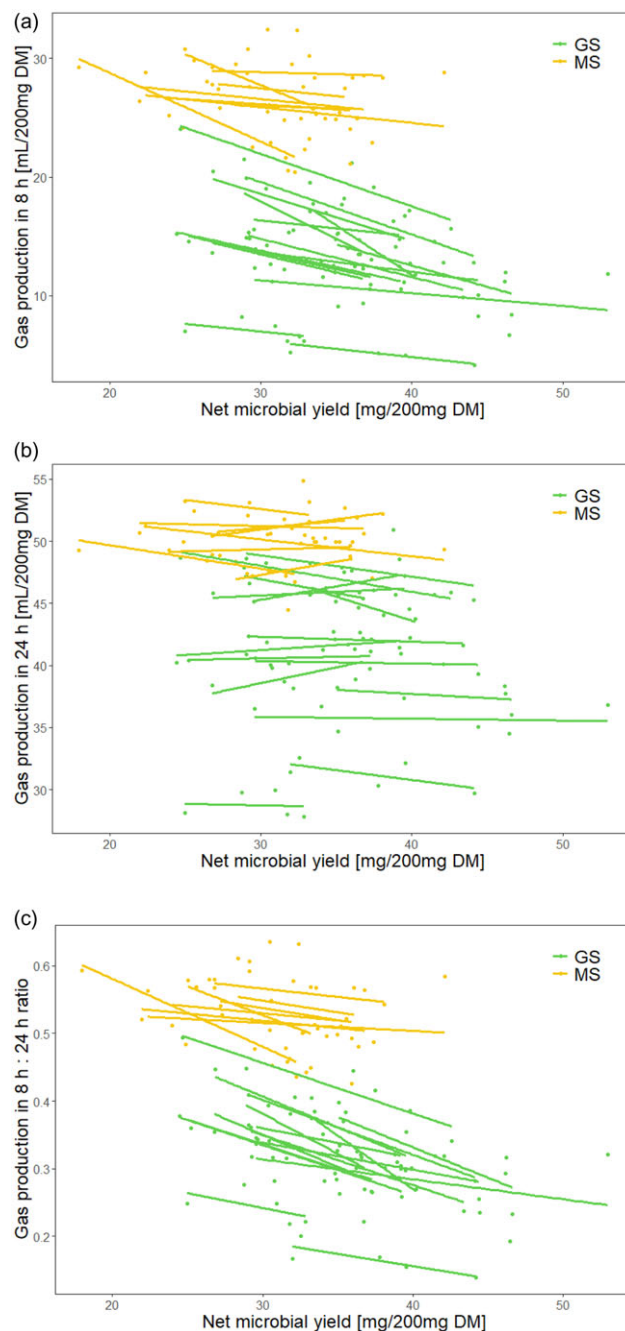 (a)
Gas production in 8 h [mL/200mg DM]
30
20
10
GS
MS
20 30 40 50
Net microbial yield [mg/200mg DM]
(b)
Gas production in 24 h [mL/200mg DM]
55
50
45
40
35
30
GS
MS
20 30 40 50
Net microbial yield [mg/200mg DM]
(c)
Gas production in 8 h : 24 h ratio
0.6
0.5
0.4
0.3
0.2
GS
MS
20 30 40 50
Net microbial yield [mg/200mg DM]